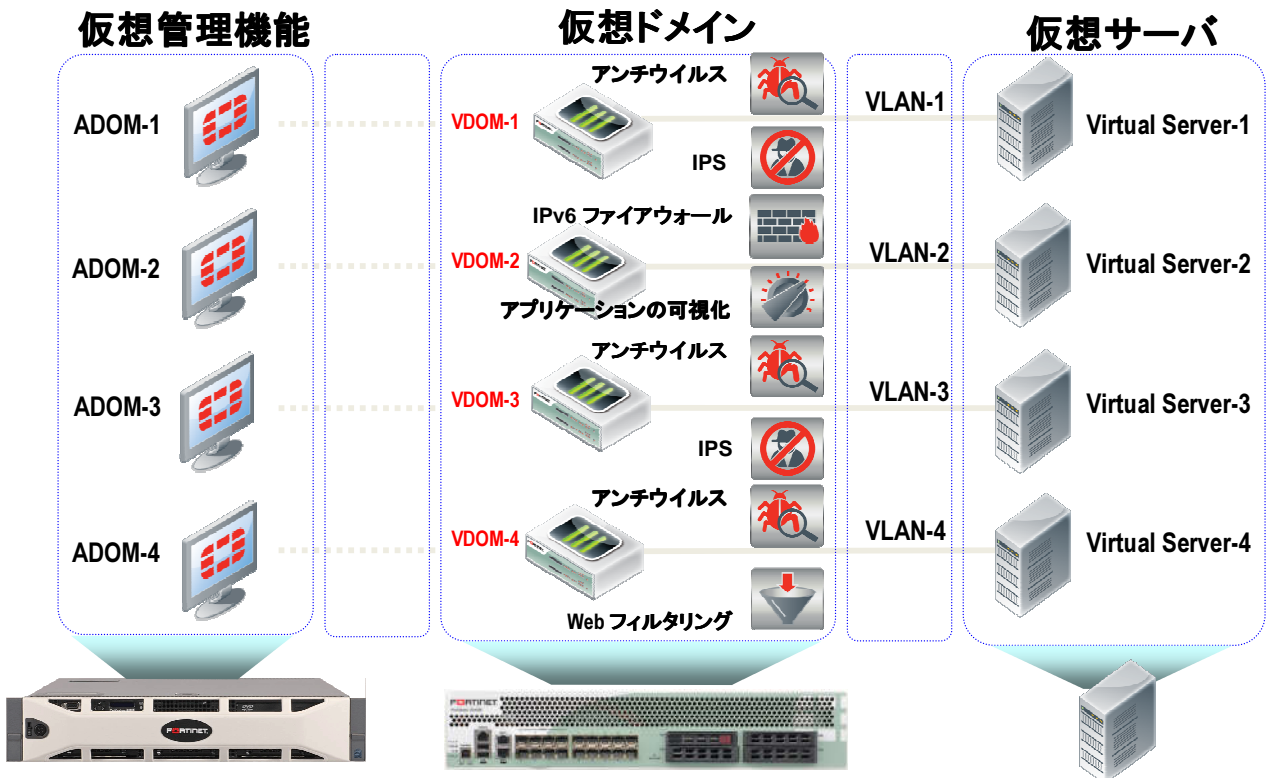 仮想管理機能
仮想ドメイン
仮想サーバ
アンチウイルス
ADOM-1
VDOM-1
VLAN-1
Virtual Server-1
IPS
IPv6 ファイアウォール
ADOM-2
VDOM-2
VLAN-2
Virtual Server-2
アプリケーションの可視化
アンチウイルス
ADOM-3
VDOM-3
VLAN-3
Virtual Server-3
IPS
アンチウイルス
ADOM-4
VDOM-4
VLAN-4
Virtual Server-4
Web フィルタリング
FORTINET
FORTINET